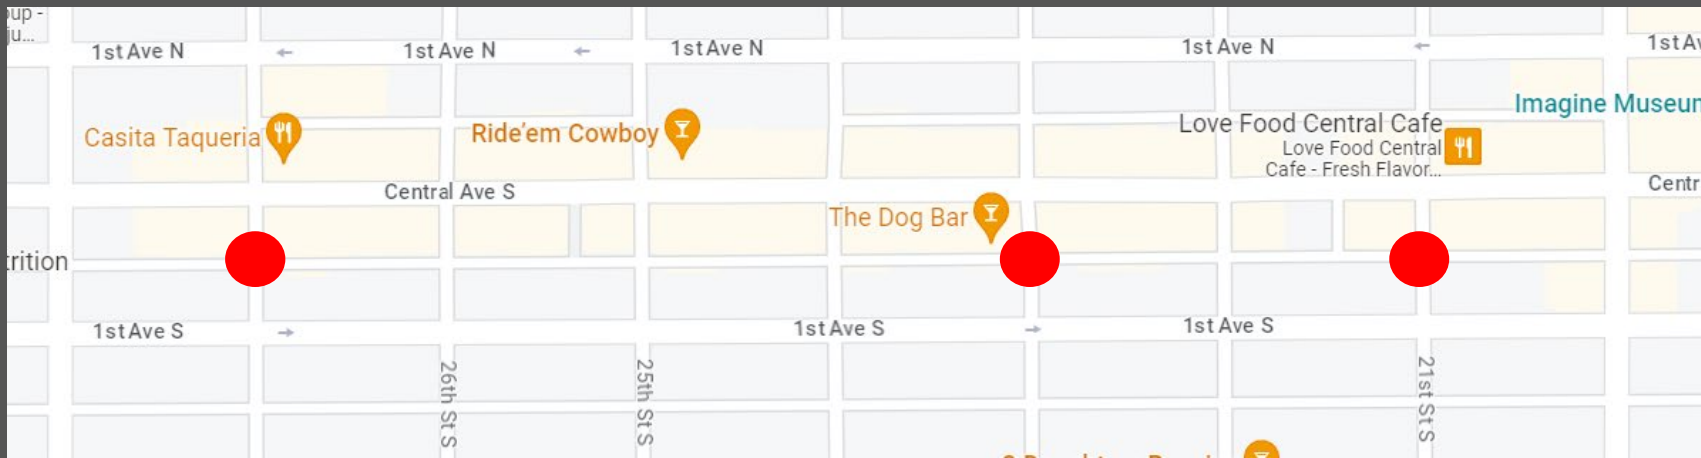 1st Ave N
1st Ave N
1st Ave N
1st Ave N
Imagine Museum
Love Food Central Cafe
Love Food Central
Cafe - Fresh Flavor...
Casita Taqueria
Ride'em Cowboy
Central Ave S
The Dog Bar
1st Ave S
1st Ave S
1st Ave S
26th St S
25th St S
21st St S